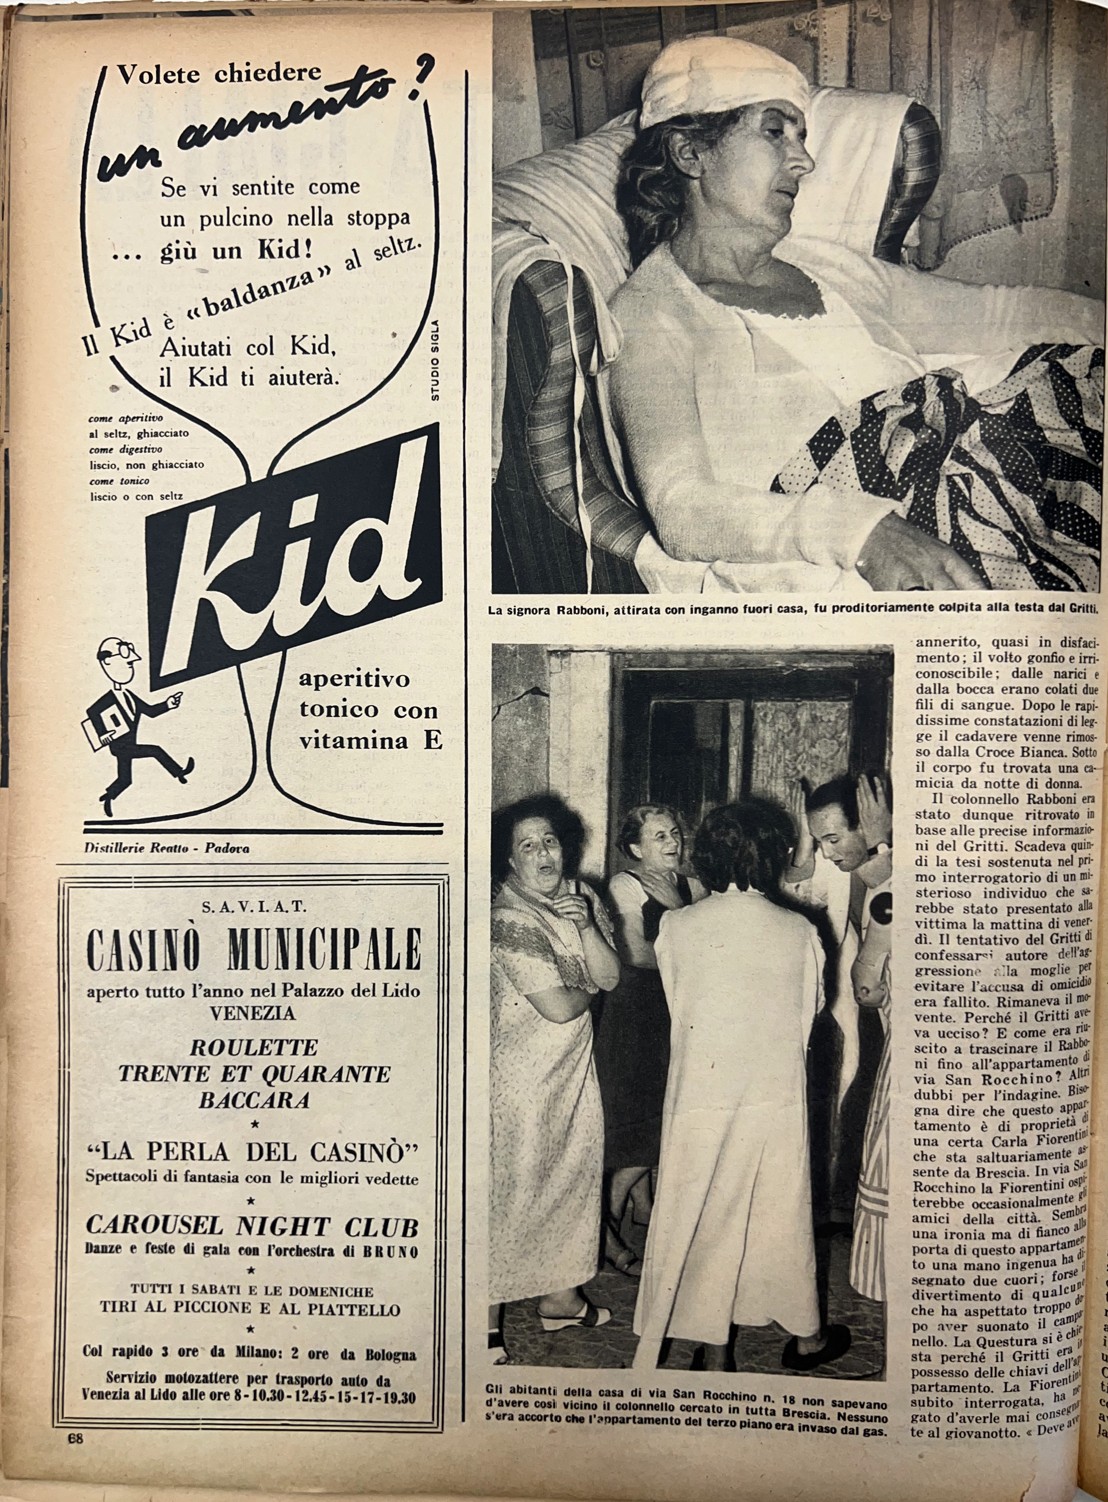 Volete chiedere
un aumento?
Se vi sentite come
un pulcino nella stoppa
... giù un Kid!
Il Kid è «baldanza» al seltz.
Aiutati col Kid,
il Kid ti aiuterà.
STUDIO SIGLA
come aperitivo
al seltz, ghiacciato
come digestivo
liscio, non ghiacciato
come tonico
liscio o con seltz
Kid
aperitivo
tonico con
vitamina E
Distillerie Reatto - Padova
S.A.V.I.A.T.
CASINÒ MUNICIPALE
aperto tutto l'anno nel Palazzo del Lido
VENEZIA
ROULETTE
TRENTE ET QUARANTE
BACCARA
★
“LA PERLA DEL CASINÒ”
Spettacoli di fantasia con le migliori vedette
★
CAROUSEL NIGHT CLUB
Danze e feste di gala con l'orchestra di BRUNO
★
TUTTI I SABATI E LE DOMENICHE
TIRI AL PICCIONE E AL PIATTELLO
★
Col rapido 3 ore da Milano: 2 ore da Bologna
Servizio motozattere per trasporto auto da
Venezia al Lido alle ore 8-10.30-12.45-15-17-19.30
68
La signora Rabboni, attirata con inganno fuori casa, fu proditoriamente colpita alla testa dal Gritti.
Gli abitanti della casa di via San Rocchino n. 18 non sapevano
d'avere così vicino il colonnello cercato in tutta Brescia. Nessuno
s'era accorto che l'appartamento del terzo piano era invaso dal gas.
annerito, quasi in disfaci-
mento; il volto gonfio e irri-
conoscibile; dalle narici e
dalla bocca erano colati due
fili di sangue. Dopo le rapi-
dissime constatazioni di leg-
ge il cadavere venne rimos-
so dalla Croce Bianca. Sotto
il corpo fu trovata una ca-
micia da notte di donna.
Il colonnello Rabboni era
stato dunque ritrovato in
base alle precise informazio-
ni del Gritti. Scadeva quin-
di la tesi sostenuta nel pri-
mo interrogatorio di un mi-
sterioso individuo che sa-
rebbe stato presentato alla
vittima la mattina di vener-
dì. Il tentativo del Gritti di
confessarsi autore dell'ag-
gressione alla moglie per
evitare l'accusa di omicidio
era fallito. Rimaneva il mo-
vente. Perché il Gritti ave-
va ucciso? E come era riu-
scito a trascinare il Rabbo-
ni fino all'appartamento di
via San Rocchino? Altri
dubbi per l'indagine. Biso-
gna dire che questo appar-
tamento è di proprietà di
una certa Carla Fiorentini
che sta saltuariamente as-
sente da Brescia. In via San
Rocchino la Fiorentini ospi-
terebbe occasionalmente gli
amici della città. Sembra
una ironia ma di fianco alla
porta di questo appartamen-
to una mano ingenua ha di-
segnato due cuori; forse il
divertimento di qualcuno
che ha aspettato troppo do-
po aver suonato il campa-
nello. La Questura si è chie-
sta perché il Gritti era in
possesso delle chiavi dell'ap-
partamento. La Fiorentini,
subito interrogata, ha ne-
gato d'averle mai consegna-
te al giovanotto. « Deve